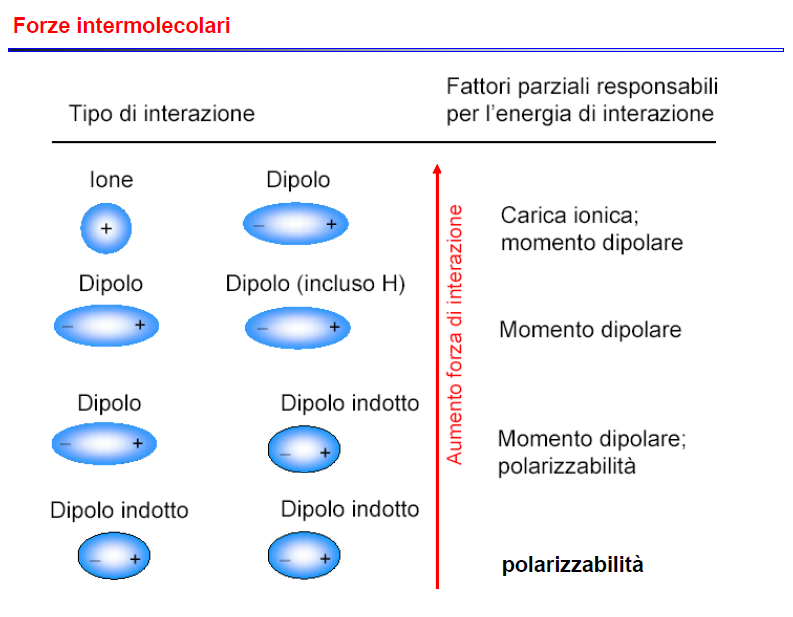 Forze intermolecolari
Tipo di interazione
Fattori parziali responsabili
per l'energia di interazione
Ione
Dipolo
+
– +
Carica ionica;
momento dipolare
Dipolo
Dipolo (incluso H)
– +
– +
Momento dipolare
Dipolo
Dipolo indotto
– +
– +
Momento dipolare;
polarizzabilità
Dipolo indotto
Dipolo indotto
– +
– +
polarizzabilità
Aumento forza di interazione